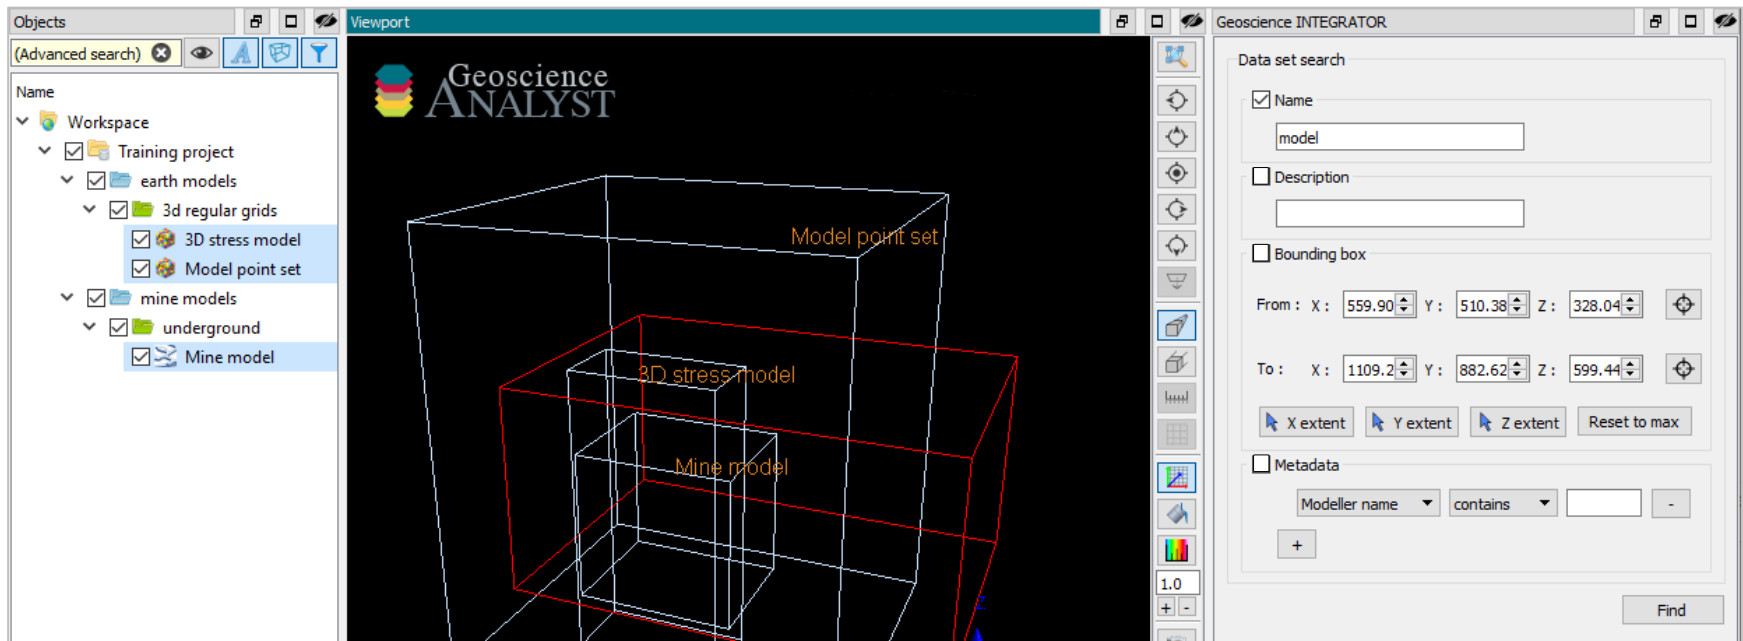 Objects
(Advanced search)
Name
Workspace
Training project
earth models
3d regular grids
3D stress model
Model point set
mine models
underground
Mine model
Viewport
Geoscience
ANALYST
Model point set
3D stress model
Mine model
Z
1.0
+ -
Geoscience INTEGRATOR
Data set search
Name
model
Description
Bounding box
From : X : 559.90 Y : 510.38 Z : 328.04
To : X : 1109.2 Y : 882.62 Z : 599.44
X extent Y extent Z extent Reset to max
Metadata
Modeller name contains -
+
Find